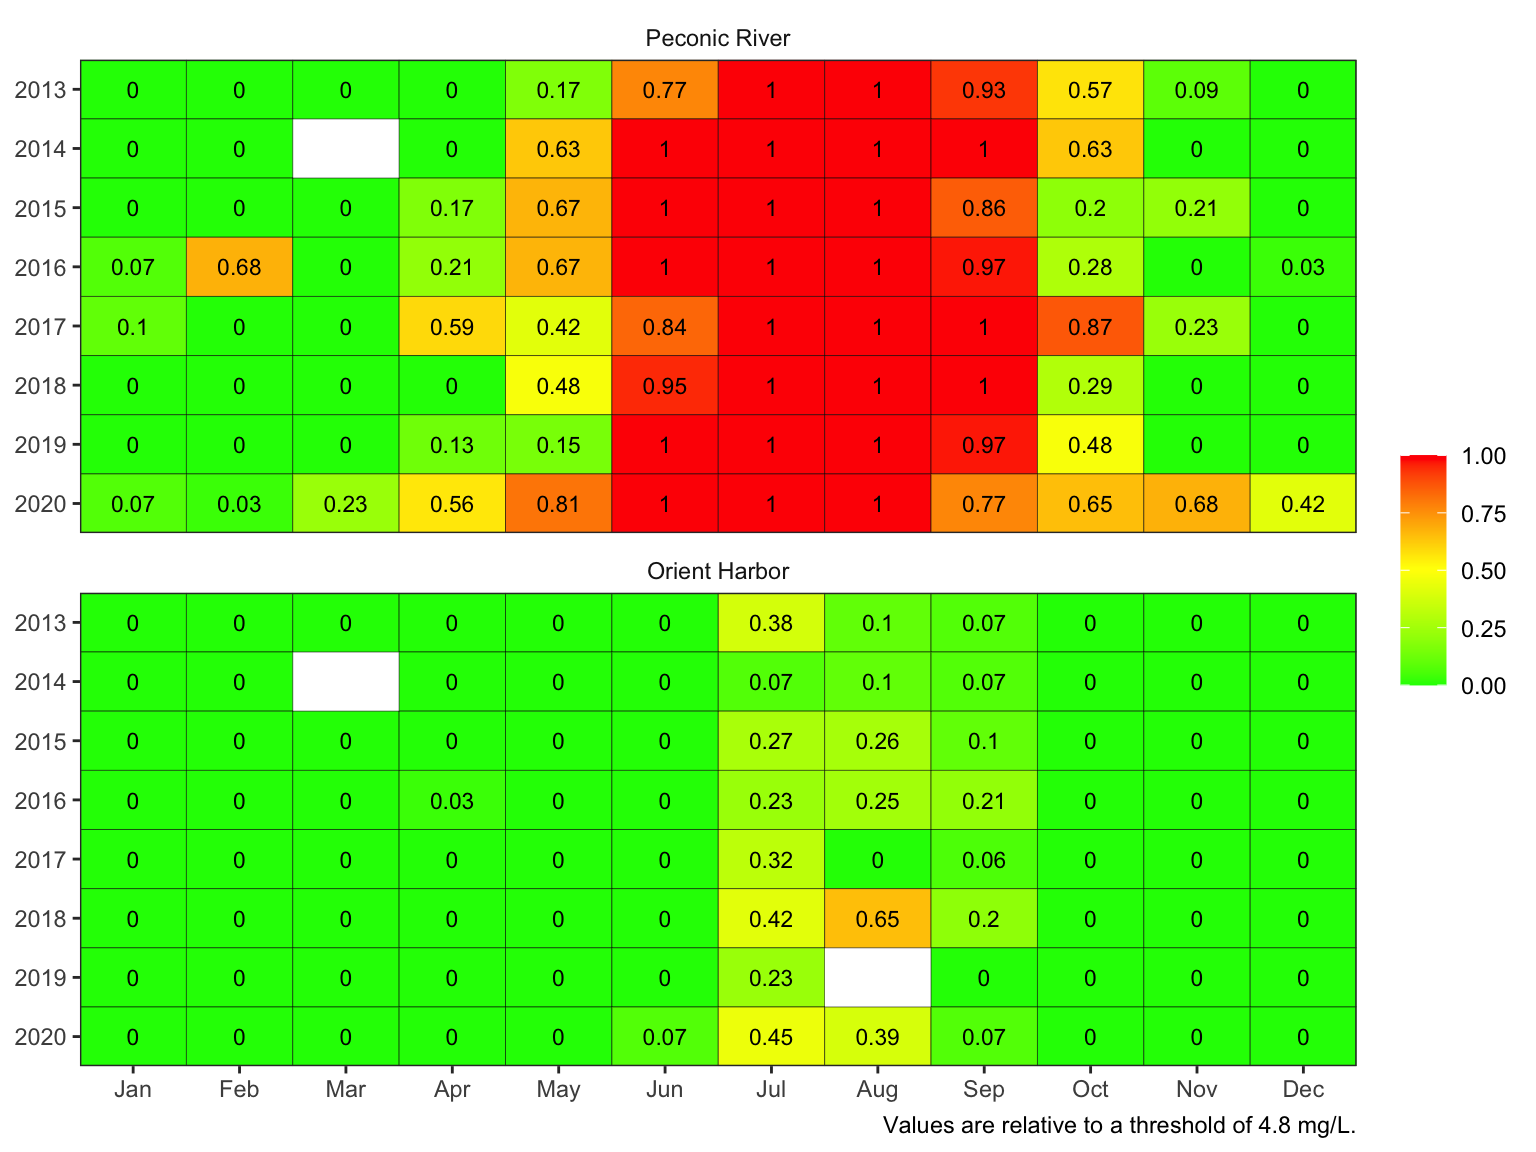 Peconic River
2013 0 0 0 0 0.17 0.77 1 1 0.93 0.57 0.09 0
2014 0 0 0 0.63 1 1 1 1 0.63 0 0
2015 0 0 0 0.17 0.67 1 1 1 0.86 0.2 0.21 0
2016 0.07 0.68 0 0.21 0.67 1 1 1 0.97 0.28 0 0.03
2017 0.1 0 0 0.59 0.42 0.84 1 1 1 0.87 0.23 0
2018 0 0 0 0 0.48 0.95 1 1 1 0.29 0 0
2019 0 0 0 0.13 0.15 1 1 1 0.97 0.48 0 0
2020 0.07 0.03 0.23 0.56 0.81 1 1 1 0.77 0.65 0.68 0.42
Orient Harbor
2013 0 0 0 0 0 0 0.38 0.1 0.07 0 0 0
2014 0 0 0 0 0 0.07 0.1 0.07 0 0 0
2015 0 0 0 0 0 0 0.27 0.26 0.1 0 0 0
2016 0 0 0 0.03 0 0 0.23 0.25 0.21 0 0 0
2017 0 0 0 0 0 0 0.32 0 0.06 0 0 0
2018 0 0 0 0 0 0 0.42 0.65 0.2 0 0 0
2019 0 0 0 0 0 0 0.23 0 0 0 0
2020 0 0 0 0 0 0.07 0.45 0.39 0.07 0 0 0
Jan Feb Mar Apr May Jun Jul Aug Sep Oct Nov Dec
Values are relative to a threshold of 4.8 mg/L.
1.00
0.75
0.50
0.25
0.00